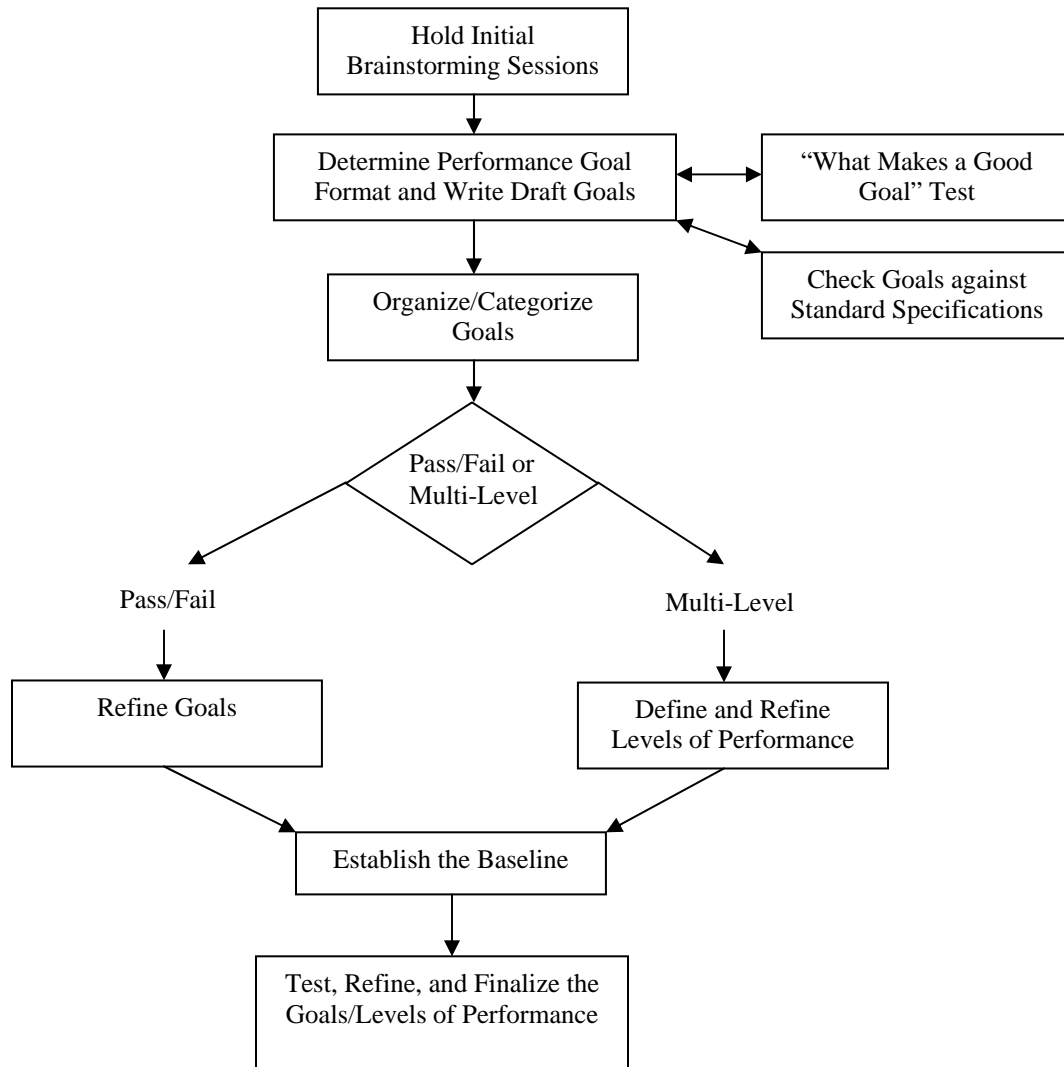 Hold Initial
Brainstorming Sessions
Determine Performance Goal
Format and Write Draft Goals
“What Makes a Good
Goal” Test
Check Goals against
Standard Specifications
Organize/Categorize
Goals
Pass/Fail or
Multi-Level
Pass/Fail
Multi-Level
Refine Goals
Define and Refine
Levels of Performance
Establish the Baseline
Test, Refine, and Finalize the
Goals/Levels of Performance